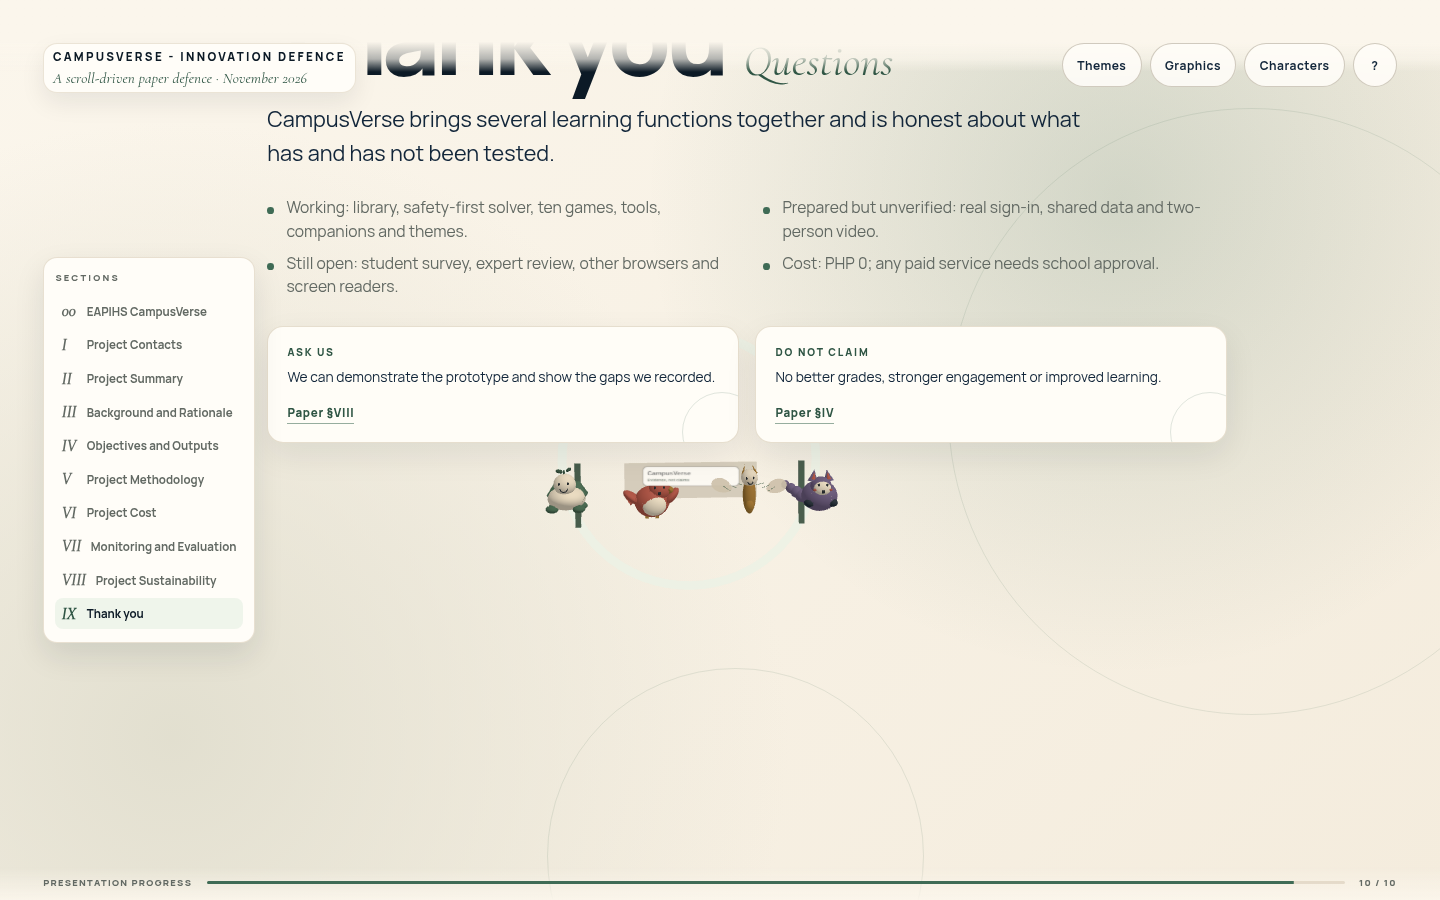 CAMPUSVERSE - INNOVATION DEFENCE
A scroll-driven paper defence · November 2026
Thank you Questions
Themes
Graphics
Characters
?
CampusVerse brings several learning functions together and is honest about what
has and has not been tested.
Working: library, safety-first solver, ten games, tools,
companions and themes.
Prepared but unverified: real sign-in, shared data and two-
person video.
Still open: student survey, expert review, other browsers and
screen readers.
Cost: PHP 0; any paid service needs school approval.
SECTIONS
00 EAPIHS CampusVerse
I Project Contacts
II Project Summary
III Background and Rationale
IV Objectives and Outputs
V Project Methodology
VI Project Cost
VII Monitoring and Evaluation
VIII Project Sustainability
IX Thank you
ASK US
We can demonstrate the prototype and show the gaps we recorded.
Paper §VIII
DO NOT CLAIM
No better grades, stronger engagement or improved learning.
Paper §IV
CampusVerse
PRESENTATION PROGRESS
10 / 10